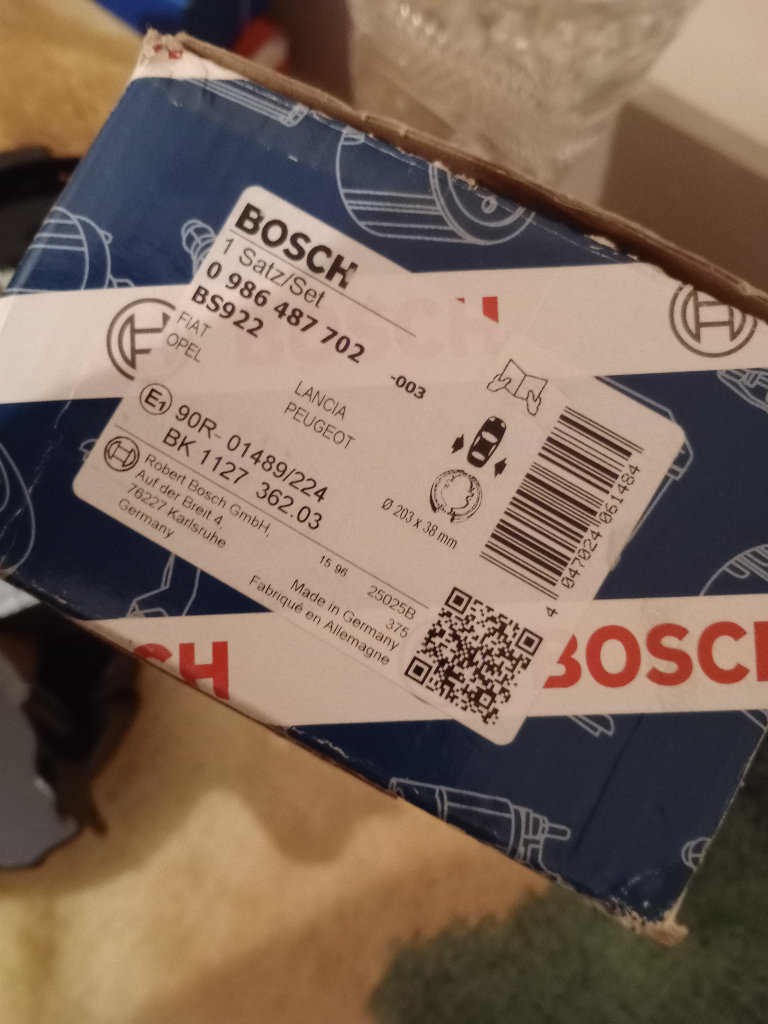 BOSCH
1 Satz/Set
0 986 487 702
-003
BS922
FIAT
OPEL
LANCIA
PEUGEOT
E1
90R- 01489/224
BK 1127 362.03
Robert Bosch GmbH,
Auf der Breit 4,
76227 Karlsruhe
Germany
Ø 203 x 38 mm
15 96
25025B
375
Made in Germany
Fabriqué en Allemagne
4 047024 061484
CH
BOSCH